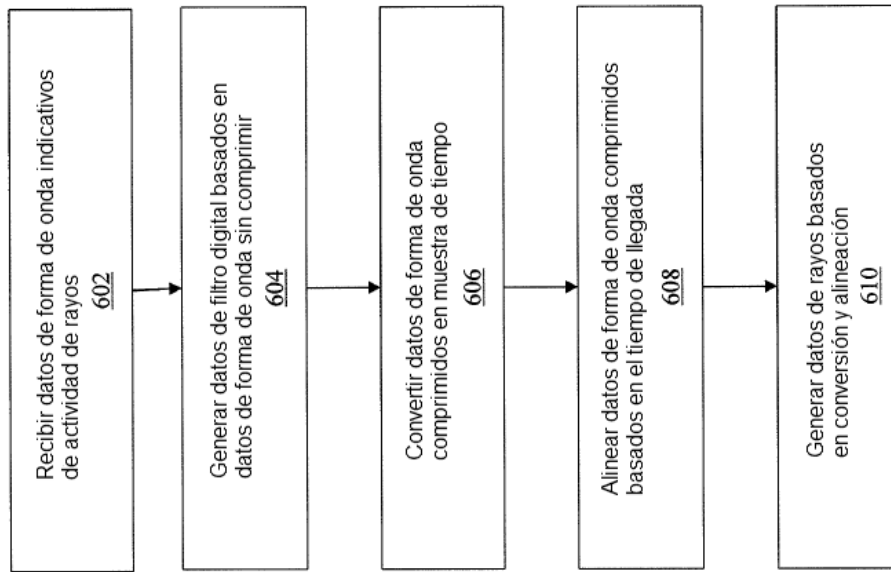 Recibir datos de forma de onda indicativos
de actividad de rayos
602
Generar datos de filtro digital basados en
datos de forma de onda sin comprimir
604
Convertir datos de forma de onda
comprimidos en muestra de tiempo
606
Alinear datos de forma de onda comprimidos
basados en el tiempo de llegada
608
Generar datos de rayos basados
en conversión y alineación
610